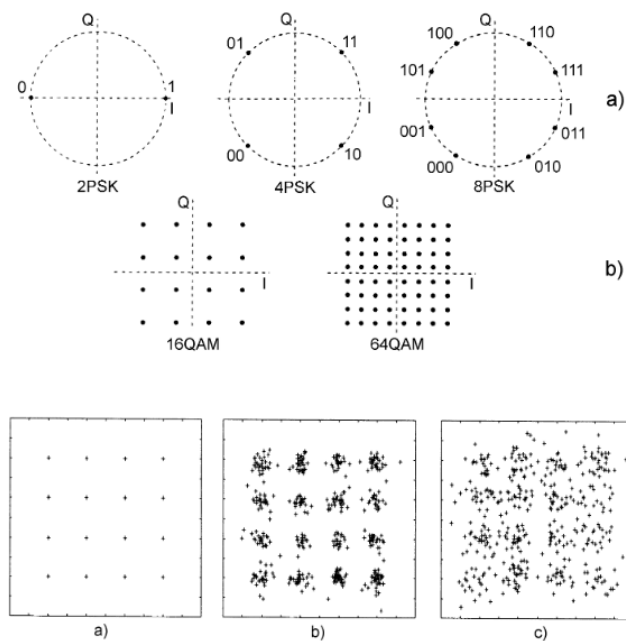 Q Q Q
01 11 100 110
0 1 101 111
I I I a)
001 011
00 10 000 010
2PSK 4PSK 8PSK
Q Q
I I b)
16QAM 64QAM
a) b) c)